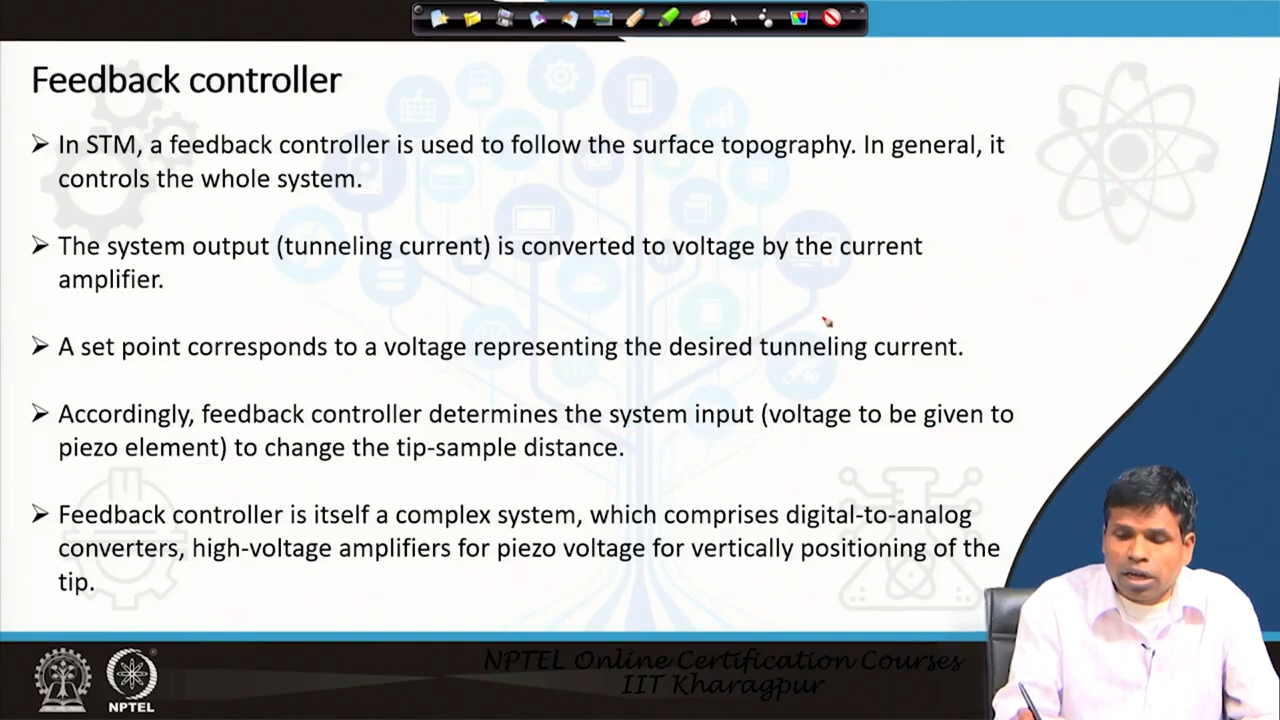 Feedback controller
➢ In STM, a feedback controller is used to follow the surface topography. In general, it
controls the whole system.
➢ The system output (tunneling current) is converted to voltage by the current
amplifier.
➢ A set point corresponds to a voltage representing the desired tunneling current.
➢ Accordingly, feedback controller determines the system input (voltage to be given to
piezo element) to change the tip-sample distance.
➢ Feedback controller is itself a complex system, which comprises digital-to-analog
converters, high-voltage amplifiers for piezo voltage for vertically positioning of the
tip.
NPTEL Online Certification Courses
IIT Kharagpur
NPTEL